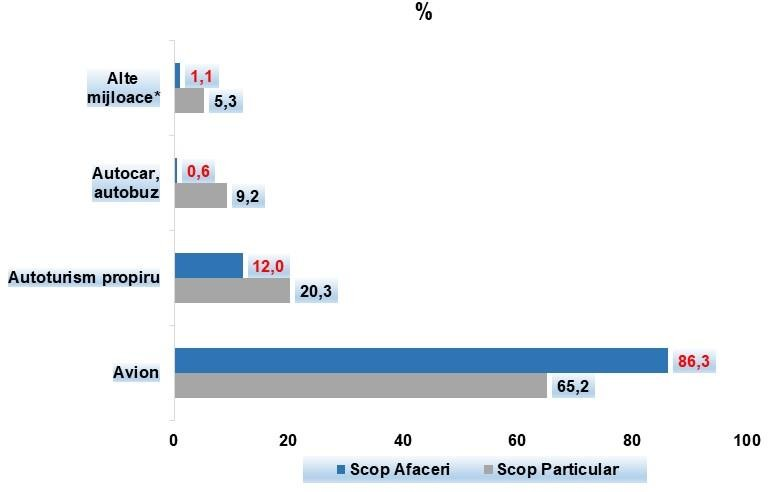 %
Alte
mijloace*
1,1
5,3
Autocar,
autobuz
0,6
9,2
Autoturism propiru
12,0
20,3
Avion
86,3
65,2
0 20 40 60 80 100
Scop Afaceri Scop Particular